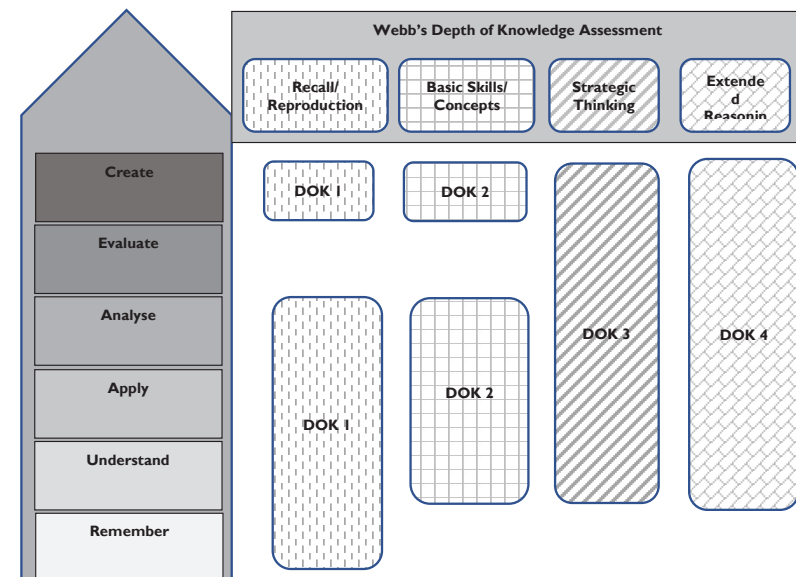 Webb's Depth of Knowledge Assessment
Recall/
Reproduction
Basic Skills/
Concepts
Strategic
Thinking
Extende
d
Reasonin
Create
DOK 1
DOK 2
Evaluate
Analyse
DOK 3
DOK 4
Apply
DOK 2
DOK 1
Understand
Remember